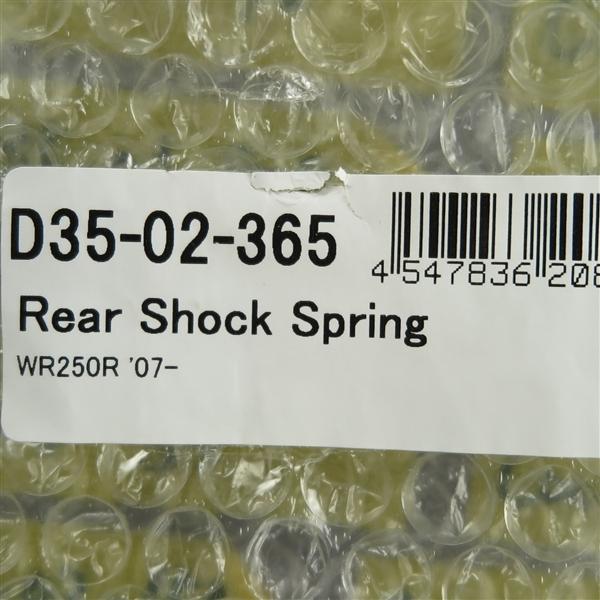 D35-02-365
4 547836 208
Rear Shock Spring
WR250R '07-